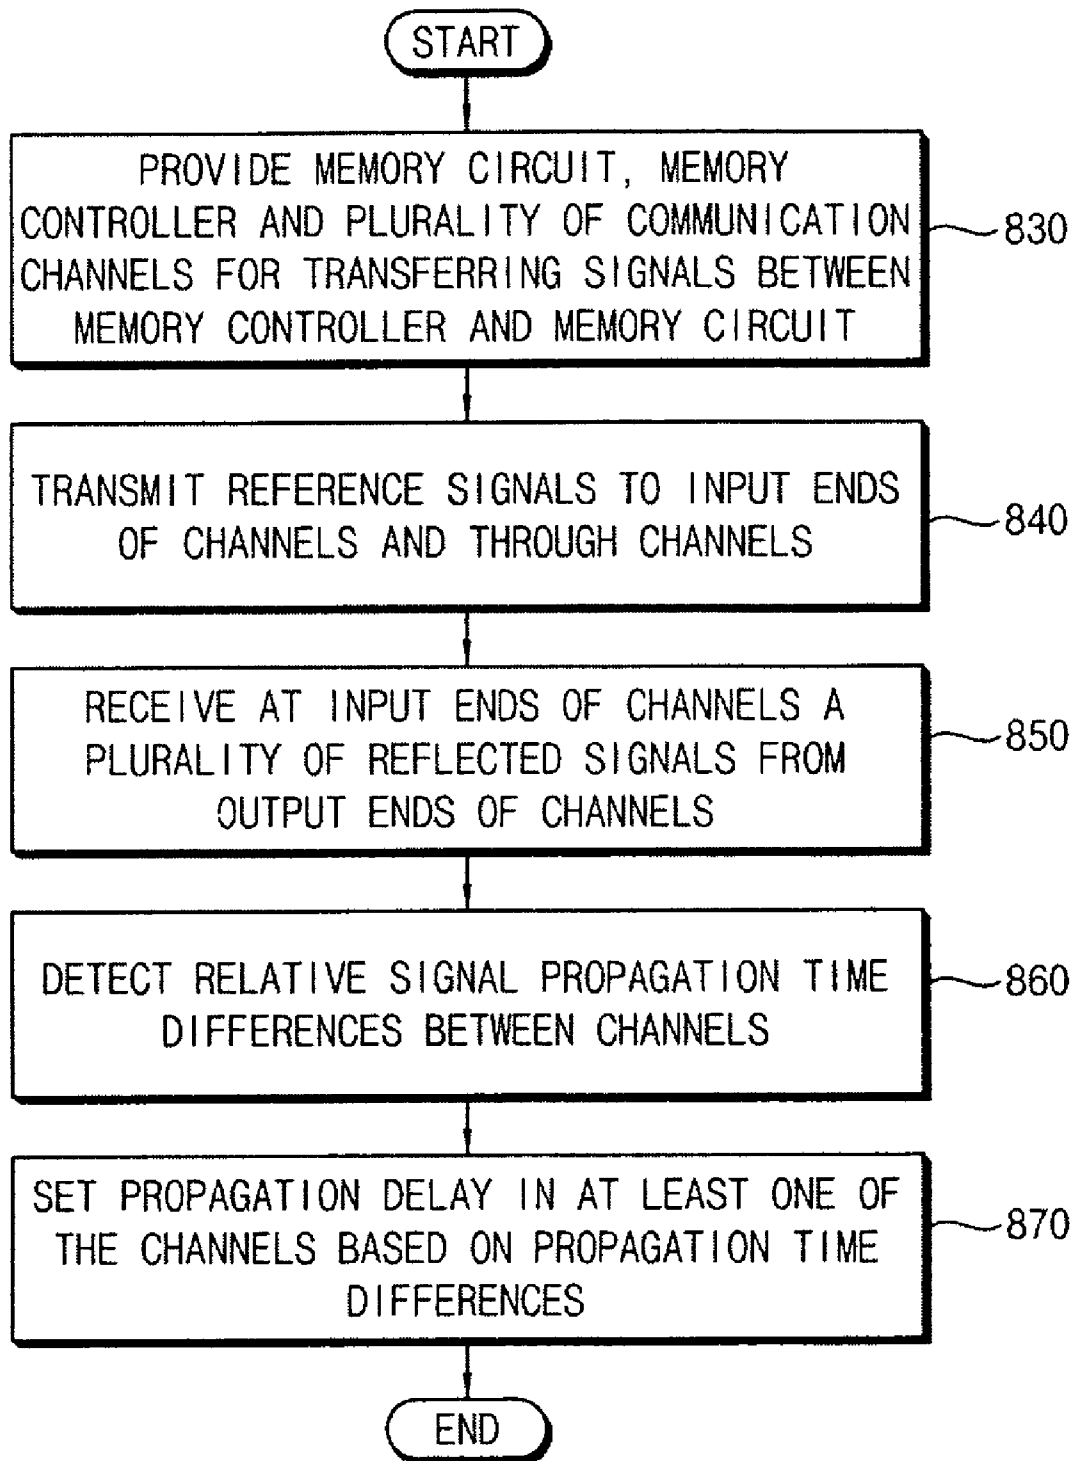 START
PROVIDE MEMORY CIRCUIT, MEMORY
CONTROLLER AND PLURALITY OF COMMUNICATION
CHANNELS FOR TRANSFERRING SIGNALS BETWEEN
MEMORY CONTROLLER AND MEMORY CIRCUIT
830
TRANSMIT REFERENCE SIGNALS TO INPUT ENDS
OF CHANNELS AND THROUGH CHANNELS
840
RECEIVE AT INPUT ENDS OF CHANNELS A
PLURALITY OF REFLECTED SIGNALS FROM
OUTPUT ENDS OF CHANNELS
850
DETECT RELATIVE SIGNAL PROPAGATION TIME
DIFFERENCES BETWEEN CHANNELS
860
SET PROPAGATION DELAY IN AT LEAST ONE OF
THE CHANNELS BASED ON PROPAGATION TIME
DIFFERENCES
870
END